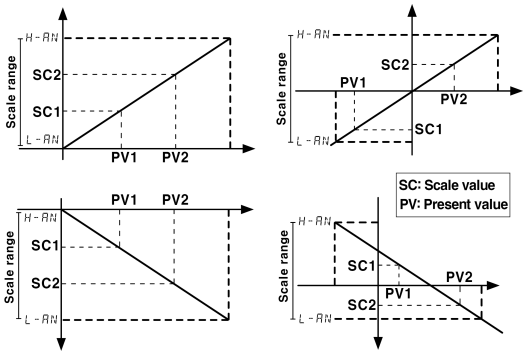 H-AN
Scale range
SC2
SC1
L-AN
PV1 PV2
H-AN
Scale range
SC2
PV1
PV2
SC1
L-AN
PV1 PV2
H-AN
Scale range
SC1
SC2
L-AN
SC: Scale value
PV: Present value
H-AN
Scale range
SC1
PV2
PV1
SC2
L-AN